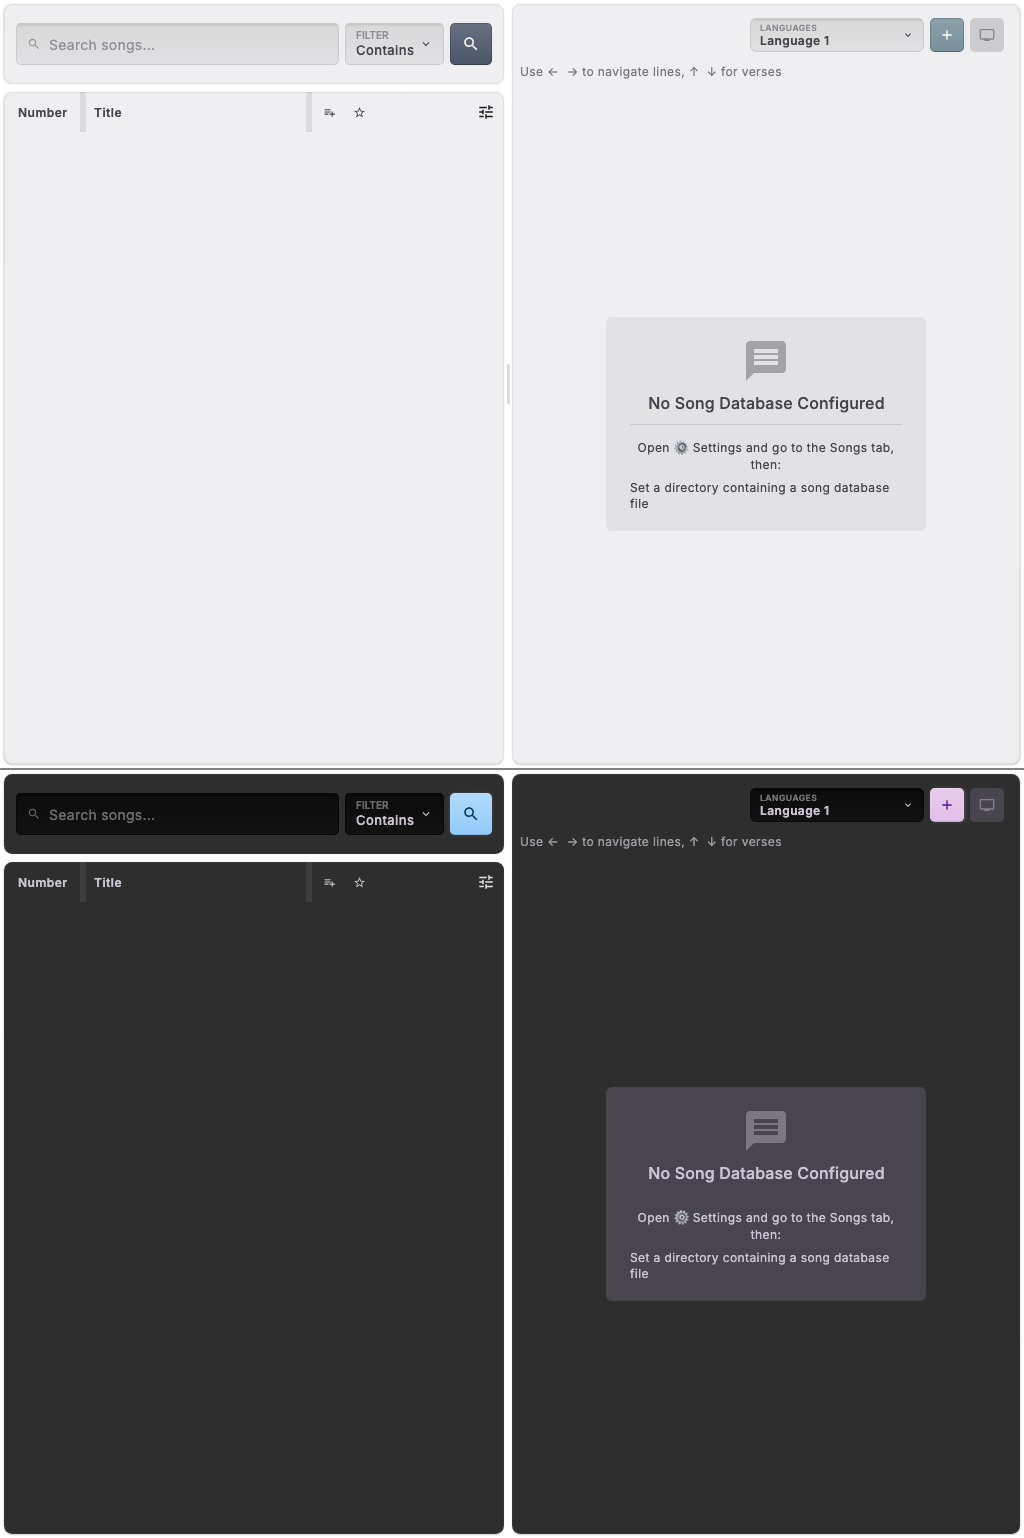 Search songs...
FILTER
Contains
LANGUAGES
Language 1
Use ← → to navigate lines, ↑ ↓ for verses
Number Title
No Song Database Configured
Open ⚙️ Settings and go to the Songs tab,
then:
Set a directory containing a song database
file
Search songs...
FILTER
Contains
LANGUAGES
Language 1
Use ← → to navigate lines, ↑ ↓ for verses
Number Title
No Song Database Configured
Open ⚙️ Settings and go to the Songs tab,
then:
Set a directory containing a song database
file